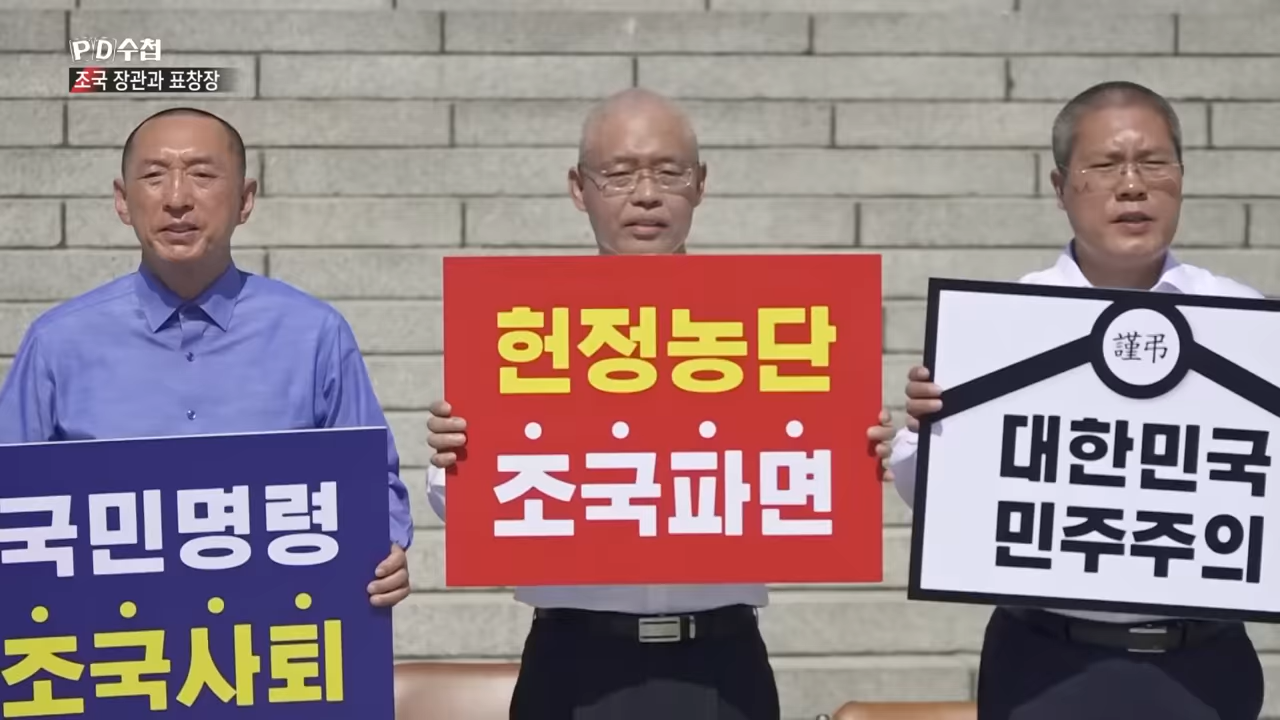 PD수첩
조국 장관과 표창장
국민명령
조국사퇴
헌정농단
조국파면
謹弔
대한민국
민주주의